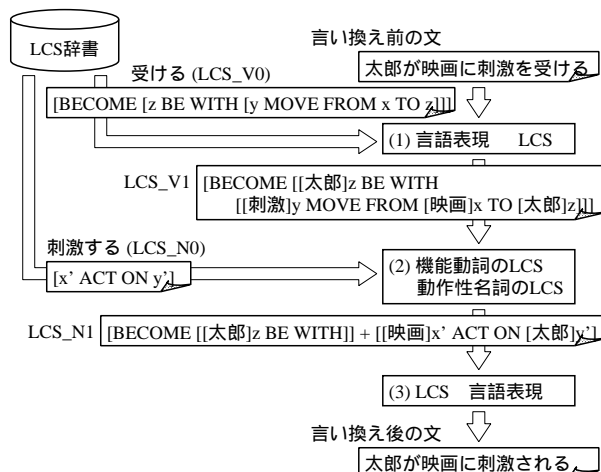 LCS辞書
言い換え前の文
太郎が映画に刺激を受ける
受ける (LCS_V0)
[BECOME [z BE WITH [y MOVE FROM x TO z]]]
(1) 言語表現 LCS
LCS_V1
[BECOME [[太郎]z BE WITH
[[刺激]y MOVE FROM [映画]x TO [太郎]z]]]
刺激する (LCS_N0)
[x’ ACT ON y’]
(2) 機能動詞のLCS
動作性名詞のLCS
LCS_N1
[BECOME [[太郎]z BE WITH]] + [[映画]x’ ACT ON [太郎]y’]
(3) LCS 言語表現
言い換え後の文
太郎が映画に刺激される